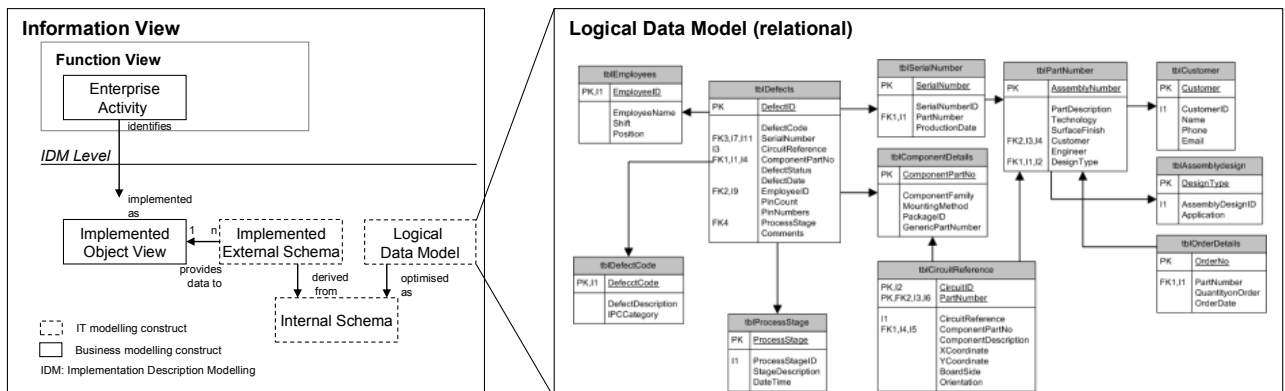 Information View
Function View
Enterprise
Activity
identifies
IDM Level
implemented
as
Implemented
Object View
1
n
provides
data to
Implemented
External Schema
Logical
Data Model
derived
from
optimised
as
Internal Schema
IT modelling construct
Business modelling construct
IDM: Implementation Description Modelling
Logical Data Model (relational)
tblEmployees
PK,I1 EmployeeID
EmployeeName
Shift
Position
tblDefects
PK DefectID
DefectCode
FK3,I7,I11 SerialNumber
I3 CircuitReference
FK1,I1,I4 ComponentPartNo
DefectStatus
DefectDate
FK2,I9 EmployeeID
PinCount
PinNumbers
FK4 ProcessStage
Comments
tblSerialNumber
PK SerialNumber
SerialNumberID
FK1,I1 PartNumber
ProductionDate
tblPartNumber
PK AssemblyNumber
PartDescription
Technology
SurfaceFinish
FK2,I3,I4 Customer
Engineer
FK1,I1,I2 DesignType
tblCustomer
PK Customer
I1 CustomerID
Name
Phone
Email
tblComponentDetails
PK ComponentPartNo
ComponentFamily
MountingMethod
PackageID
GenericPartNumber
tblAssemblydesign
PK DesignType
I1 AssemblyDesignID
Application
tblOrderDetails
PK OrderNo
FK1,I1 PartNumber
QuantityonOrder
OrderDate
tblDefectCode
PK,I1 DefecctCode
DefectDescription
IPCCategory
tblCircuitReference
PK,I2 CircuitID
PK,FK2,I3,I6 PartNumber
I1 CircuitReference
FK1,I4,I5 ComponentPartNo
ComponentDescription
XCoordinate
YCoordinate
BoardSide
Orientation
tblProcessStage
PK ProcessStage
I1 ProcessStageID
StageDescription
DateTime